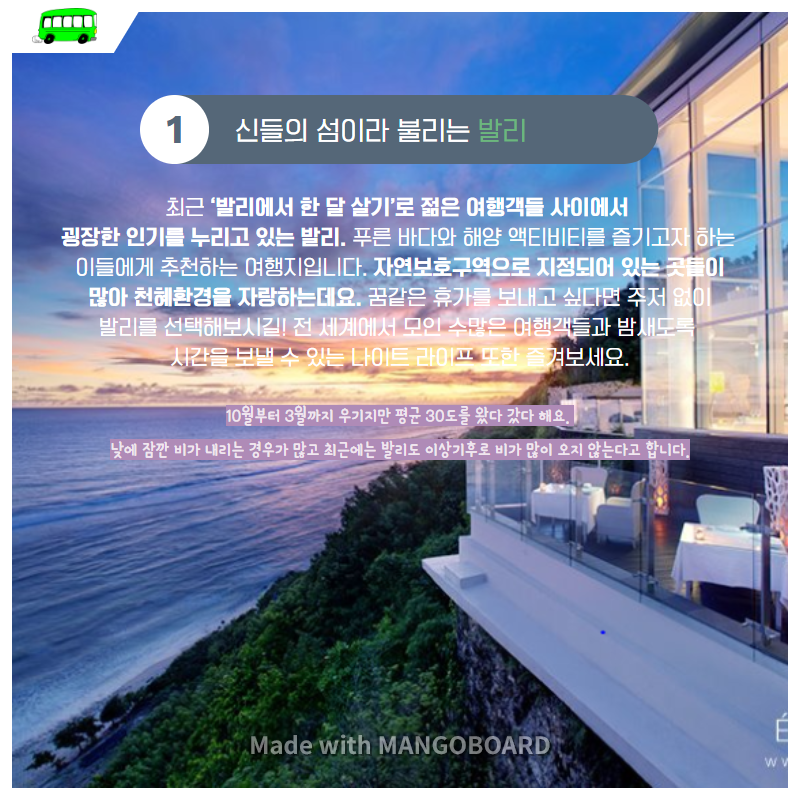 1
신들의 섬이라 불리는 발리
최근 ‘발리에서 한 달 살기’로 젊은 여행객들 사이에서
굉장한 인기를 누리고 있는 발리. 푸른 바다와 해양 액티비티를 즐기고자 하는
이들에게 추천하는 여행지입니다. 자연보호구역으로 지정되어 있는 곳들이
많아 천혜환경을 자랑하는데요. 꿈같은 휴가를 보내고 싶다면 주저 없이
발리를 선택해보시길! 전 세계에서 모인 수많은 여행객들과 밤새도록
시간을 보낼 수 있는 나이트 라이프 또한 즐겨보세요.
10월부터 3월까지 우기지만 평균 30도를 왔다 갔다 해요.
낮에 잠깐 비가 내리는 경우가 많고 최근에는 발리도 이상기후로 비가 많이 오지 않는다고 합니다.
Made with MANGOBOARD